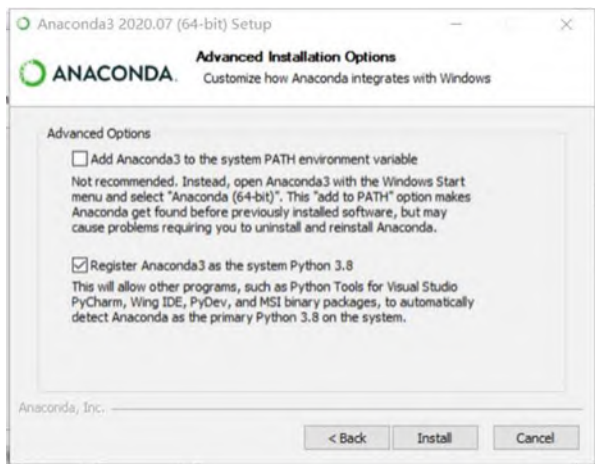 Anaconda3 2020.07 (64-bit) Setup
Advanced Installation Options
ANACONDA.
Customize how Anaconda integrates with Windows
Advanced Options
Add Anaconda3 to the system PATH environment variable
Not recommended. Instead, open Anaconda3 with the Windows Start
menu and select "Anaconda (64-bit)". This "add to PATH" option makes
Anaconda get found before previously installed software, but may
cause problems requiring you to uninstall and reinstall Anaconda.
Register Anaconda3 as the system Python 3.8
This will allow other programs, such as Python Tools for Visual Studio
PyCharm, Wing IDE, PyDev, and MSI binary packages, to automatically
detect Anaconda as the primary Python 3.8 on the system.
Anaconda, Inc.
< Back Install Cancel